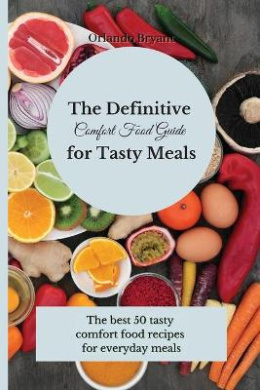 Orlando Bryant
The Definitive
Comfort Food Guide
for Tasty Meals
The best 50 tasty
comfort food recipes
for everyday meals